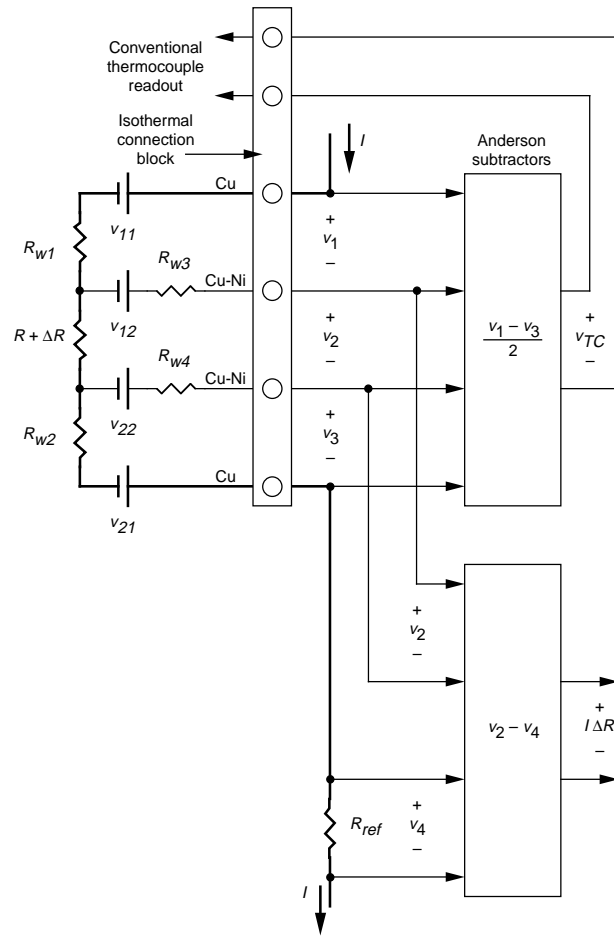 Conventional
thermocouple
readout
Isothermal
connection
block
I
Anderson
subtractors
Cu
v11
Rw1
+
v1
–
Rw3
Cu-Ni
v12
R + ΔR
+
v2
–
v1 – v3
2
+
vTC
–
Rw4
Cu-Ni
v22
+
v3
–
Rw2
Cu
v21
+
v2
–
v2 – v4
+
I ΔR
–
Rref
+
v4
–
I